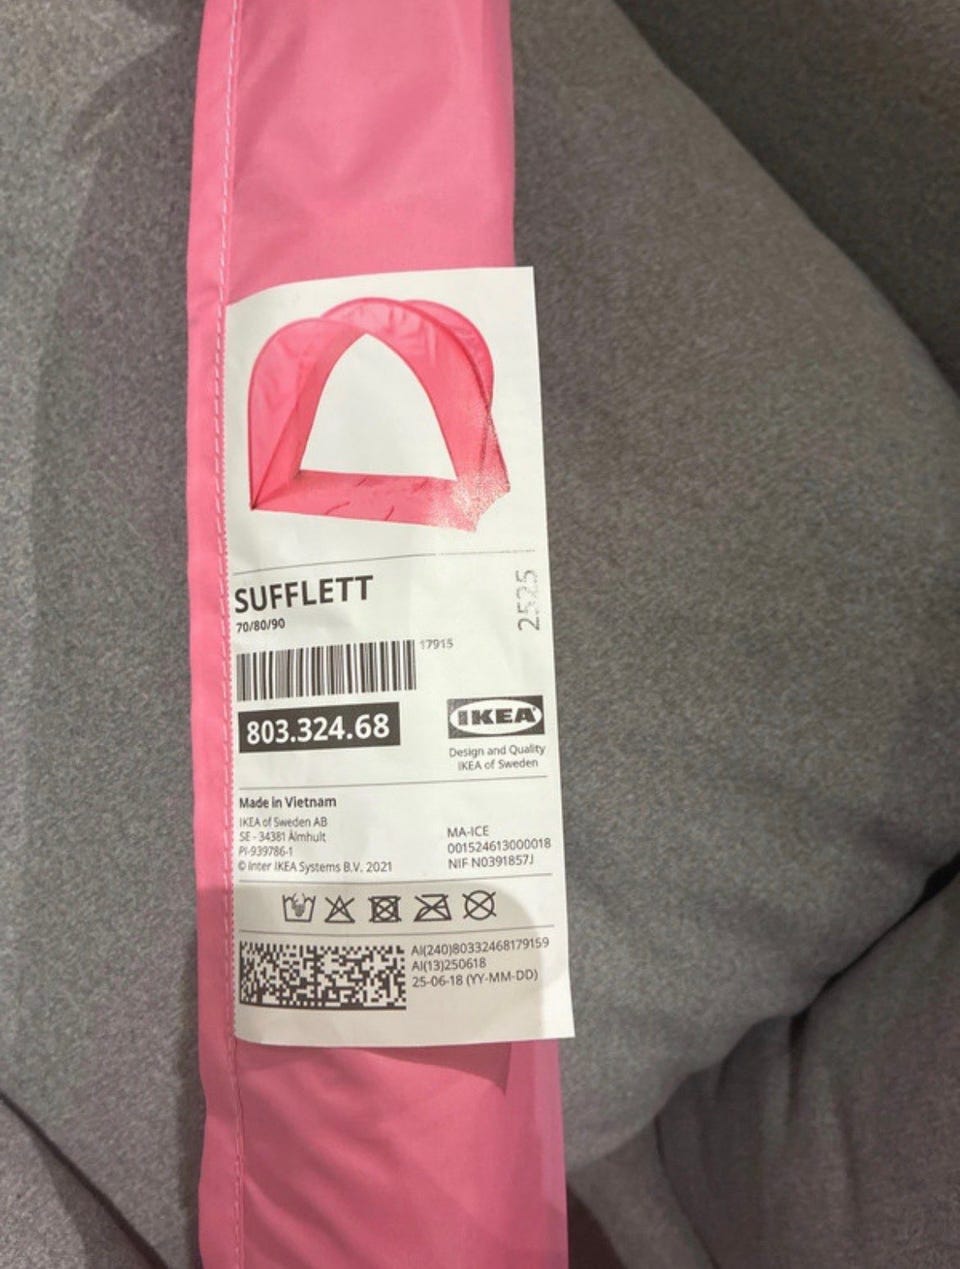 SUFFLETT
70/80/90
2525
17915
803.324.68
IKEA
Design and Quality
IKEA of Sweden
Made in Vietnam
IKEA of Sweden AB
SE - 34381 Älmhult
PI-939786-1
© Inter IKEA Systems B.V. 2021
MA-ICE
001524613000018
NIF N0391857J
AI(240)80332468179159
AI(13)250618
25-06-18 (YY-MM-DD)